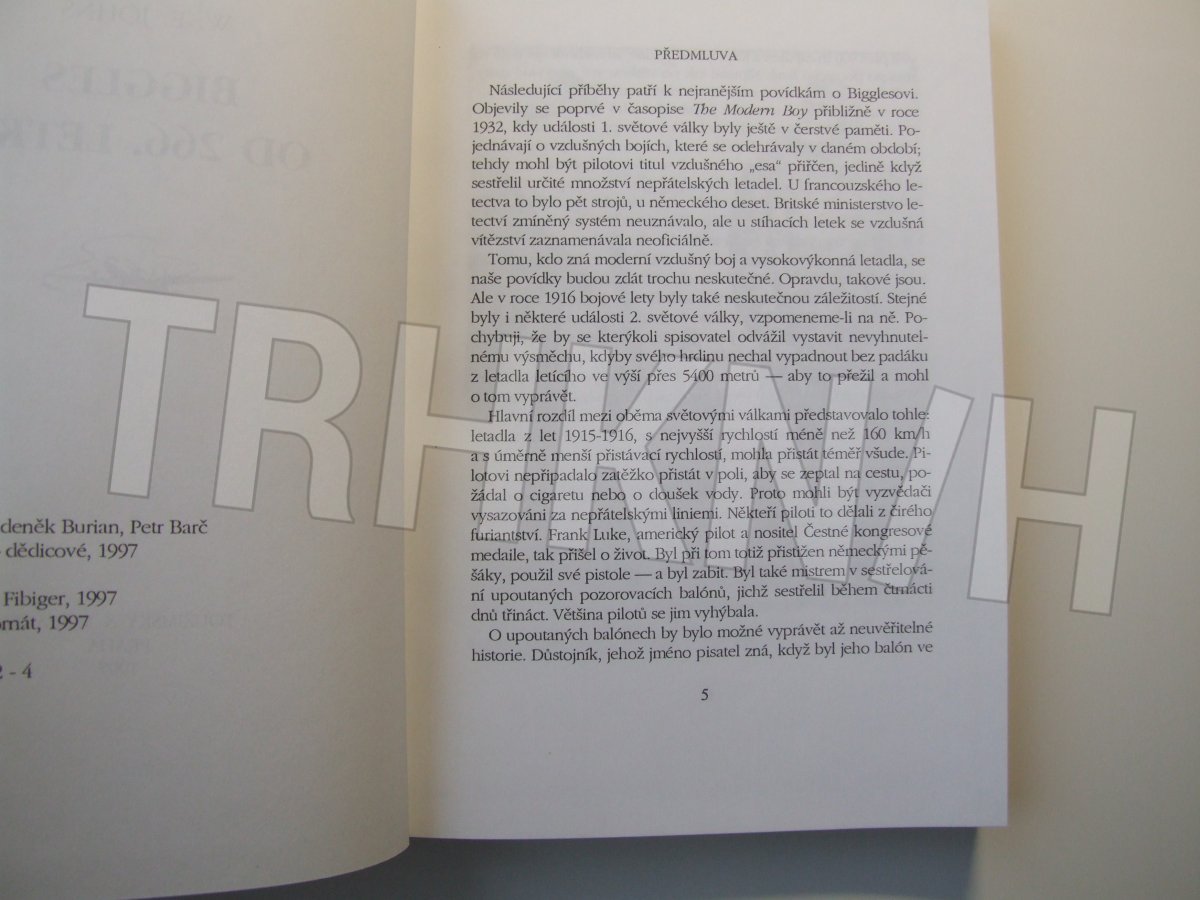 W. E. JOHNS
BIGGLES
OD 266. LETK
deněk Burian, Petr Barč
dědicové, 1997
Fibiger, 1997
omát, 1997
2 - 4
PŘEDMLUVA
Následující příběhy patří k nejranějším povídkám o Bigglesovi.
Objevily se poprvé v časopise The Modern Boy přibližně v roce
1932, kdy události 1. světové války byly ještě v čerstvé paměti. Po-
jednávají o vzdušných bojích, které se odehrávaly v daném období;
tehdy mohl být pilotovi titul vzdušného „esa“ přiřčen, jedině když
sestřelil určité množství nepřátelských letadel. U francouzského le-
tectva to bylo pět strojů, u německého deset. Britské ministerstvo le-
tectví zmíněný systém neuznávalo, ale u stíhacích letek se vzdušná
vítězství zaznamenávala neoficiálně.
Tomu, kdo zná moderní vzdušný boj a vysokovýkonná letadla, se
naše povídky budou zdát trochu neskutečné. Opravdu, takové jsou.
Ale v roce 1916 bojové lety byly také neskutečnou záležitostí. Stejné
byly i některé události 2. světové války, vzpomeneme-li na ně. Po-
chybuji, že by se kterýkoli spisovatel odvážil vystavit nevyhnutel-
nému výsměchu, kdyby svého hrdinu nechal vypadnout bez padáku
z letadla letícího ve výši přes 5400 metrů — aby to přežil a mohl
o tom vyprávět.
Hlavní rozdíl mezi oběma světovými válkami představovalo tohle:
letadla z let 1915-1916, s nejvyšší rychlostí méně než 160 km/h
a s úměrně menší přistávací rychlostí, mohla přistát téměř všude. Pi-
lotovi nepřipadalo zatěžko přistát v poli, aby se zeptal na cestu, po-
žádal o cigaretu nebo o doušek vody. Proto mohli být vyzvědači
vysazováni za nepřátelskými liniemi. Někteří piloti to dělali z čirého
furiantství. Frank Luke, americký pilot a nositel Čestné kongresové
medaile, tak přišel o život. Byl při tom totiž přistižen německými pě-
šáky, použil své pistole — a byl zabit. Byl také mistrem v sestřelová-
ní upoutaných pozorovacích balónů, jichž sestřelil během čtrnácti
dnů třináct. Většina pilotů se jim vyhýbala.
O upoutaných balónech by bylo možné vyprávět až neuvěřitelné
historie. Důstojník, jehož jméno pisatel zná, když byl jeho balón ve
5
TRHKNIH